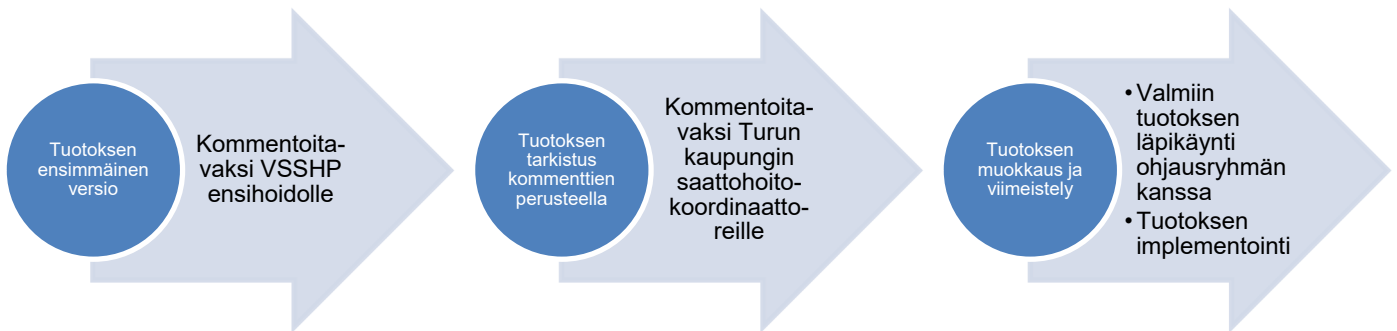 Tuotoksen
ensimmäinen
versio
Kommentoita-
vaksi VSSHP
ensihoidolle
Tuotoksen
tarkistus
kommenttien
perusteella
Kommentoita-
vaksi Turun
kaupungin
saattohoito-
koordinaatto-
reille
Tuotoksen
muokkaus ja
viimeistely
• Valmiin
tuotoksen
läpikäynti
ohjausryhmän
kanssa
• Tuotoksen
implementointi